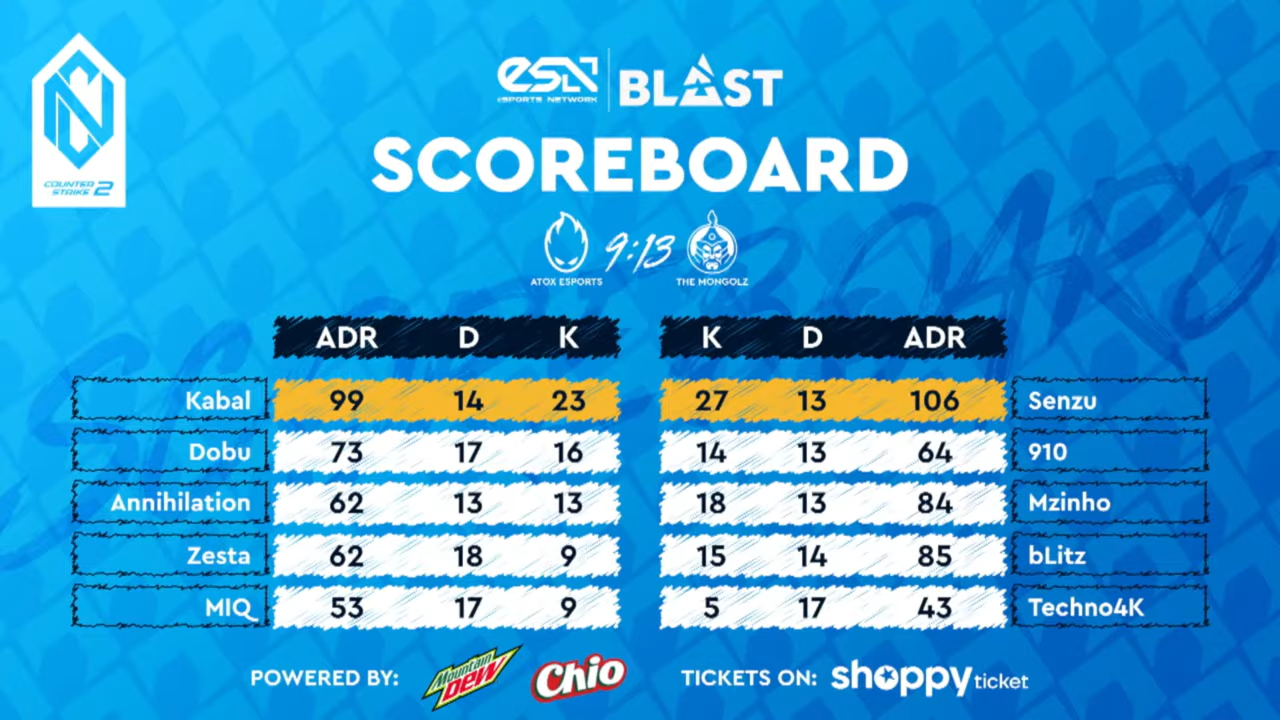 COUNTER
STRIKE 2
esn
eSPORTS NETWORK
BLAST
SCOREBOARD
9:13
ATOX ESPORTS
THE MONGOLZ
ADR D K K D ADR
Kabal 99 14 23 27 13 106 Senzu
Dobu 73 17 16 14 13 64 910
Annihilation 62 13 13 18 13 84 Mzinho
Zesta 62 18 9 15 14 85 bLitz
MIQ 53 17 9 5 17 43 Techno4K
POWERED BY: Mountain Dew Chio TICKETS ON: shoppy ticket
SCOREBOARD